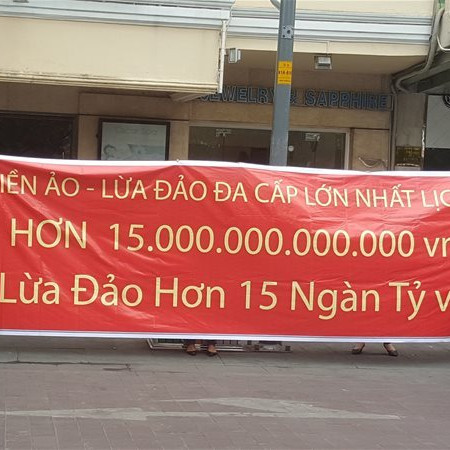 JEWELRY & SAPPHIRE
IỀN ẢO - LỪA ĐẢO ĐA CẤP LỚN NHẤT LỊC
HƠN 15.000.000.000.000 vn
Lừa Đảo Hơn 15 Ngàn Tỷ v